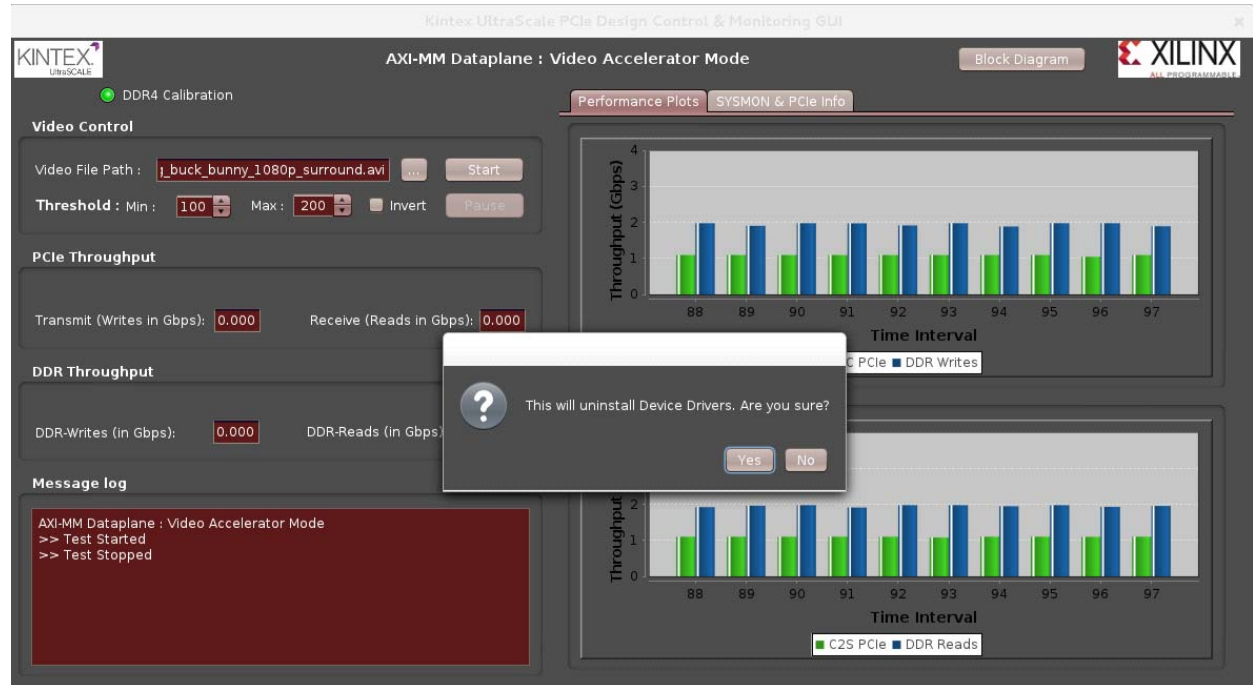 Kintex UltraScale PCIe Design Control & Monitoring GUI
KINTEX
UltraSCALE
AXI-MM Dataplane : Video Accelerator Mode
Block Diagram
XILINX
ALL PROGRAMMABLE
DDR4 Calibration
Video Control
Video File Path :
_buck_bunny_1080p_surround.avi
...
Start
Threshold : Min :
100
Max :
200
Invert
Pause
PCIe Throughput
Transmit (Writes in Gbps):
0.000
Receive (Reads in Gbps):
0.000
DDR Throughput
DDR-Writes (in Gbps):
0.000
DDR-Reads (in Gbps)
Message log
AXI-MM Dataplane : Video Accelerator Mode
>> Test Started
>> Test Stopped
Performance Plots
SYSMON & PCIe Info
Throughput (Gbps)
4
3
2
1
0
88 89 90 91 92 93 94 95 96 97
Time Interval
PCIe
DDR Writes
This will uninstall Device Drivers. Are you sure?
Yes
No
Throughput
2
1
0
88 89 90 91 92 93 94 95 96 97
Time Interval
C2S PCIe
DDR Reads